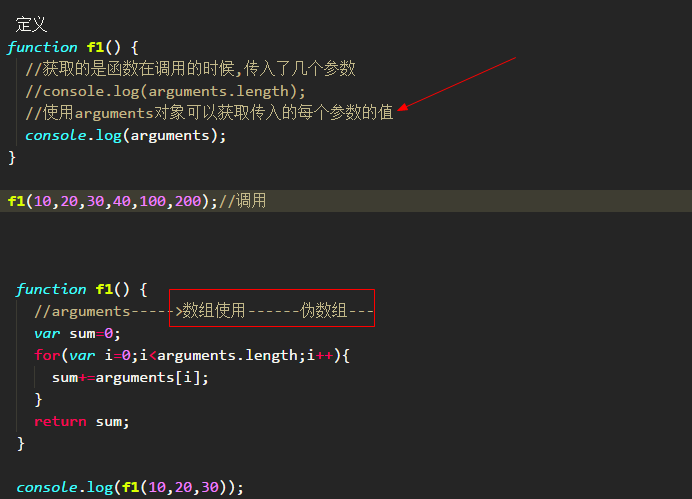 定义
function f1() {
//获取的是函数在调用的时候,传入了几个参数
//console.log(arguments.length);
//使用arguments对象可以获取传入的每个参数的值
console.log(arguments);
}
f1(10,20,30,40,100,200);//调用
function f1() {
//arguments----->数组使用------伪数组---
var sum=0;
for(var i=0;i<arguments.length;i++){
sum+=arguments[i];
}
return sum;
}
console.log(f1(10,20,30));